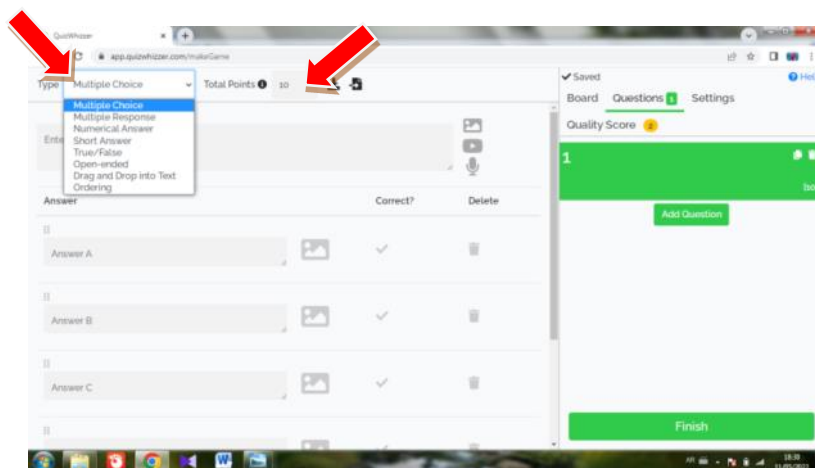 QuizWhizzer
app.quizwhizzer.com/makeGame
Type Multiple Choice Total Points 10
Multiple Choice
Multiple Response
Numerical Answer
Short Answer
True/False
Open-ended
Drag and Drop into Text
Ordering
Answer Correct? Delete
Answer A
Answer B
Answer C
Saved
Board Questions 1 Settings
Quality Score 2
1
Add Question
Finish
18:30